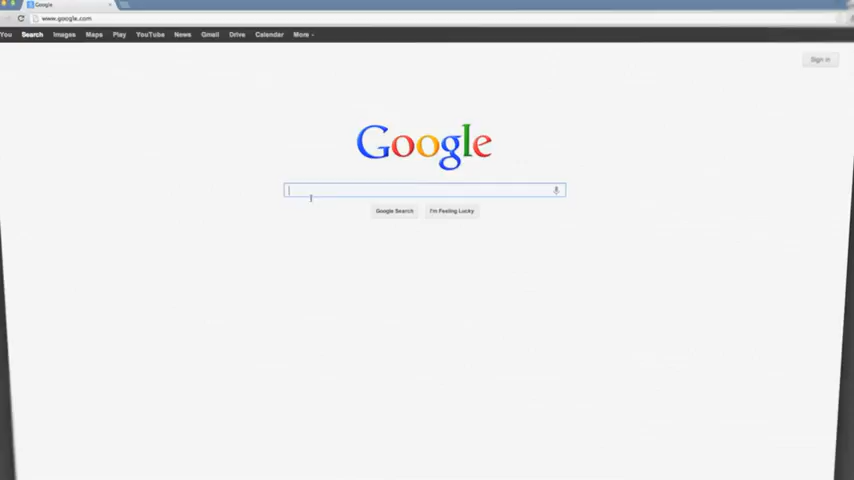 Google
www.google.com
You Search Images Maps Play YouTube News Gmail Drive Calendar More
Sign in
Google
Google Search I'm Feeling Lucky